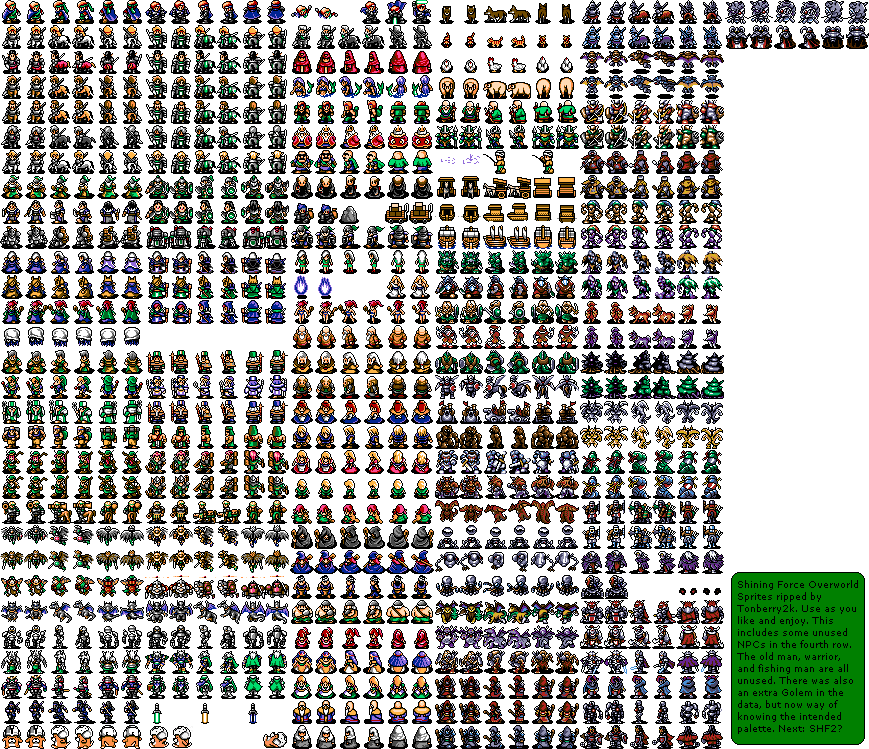 Shining Force Overworld
Sprites ripped by
Tonberry2k. Use as you
like and enjoy. This
includes some unused
NPCs in the fourth row.
The old man, warrior,
and fishing man are all
unused. There was also
an extra Golem in the
data, but now way of
knowing the intended
palette. Next: SHF2?